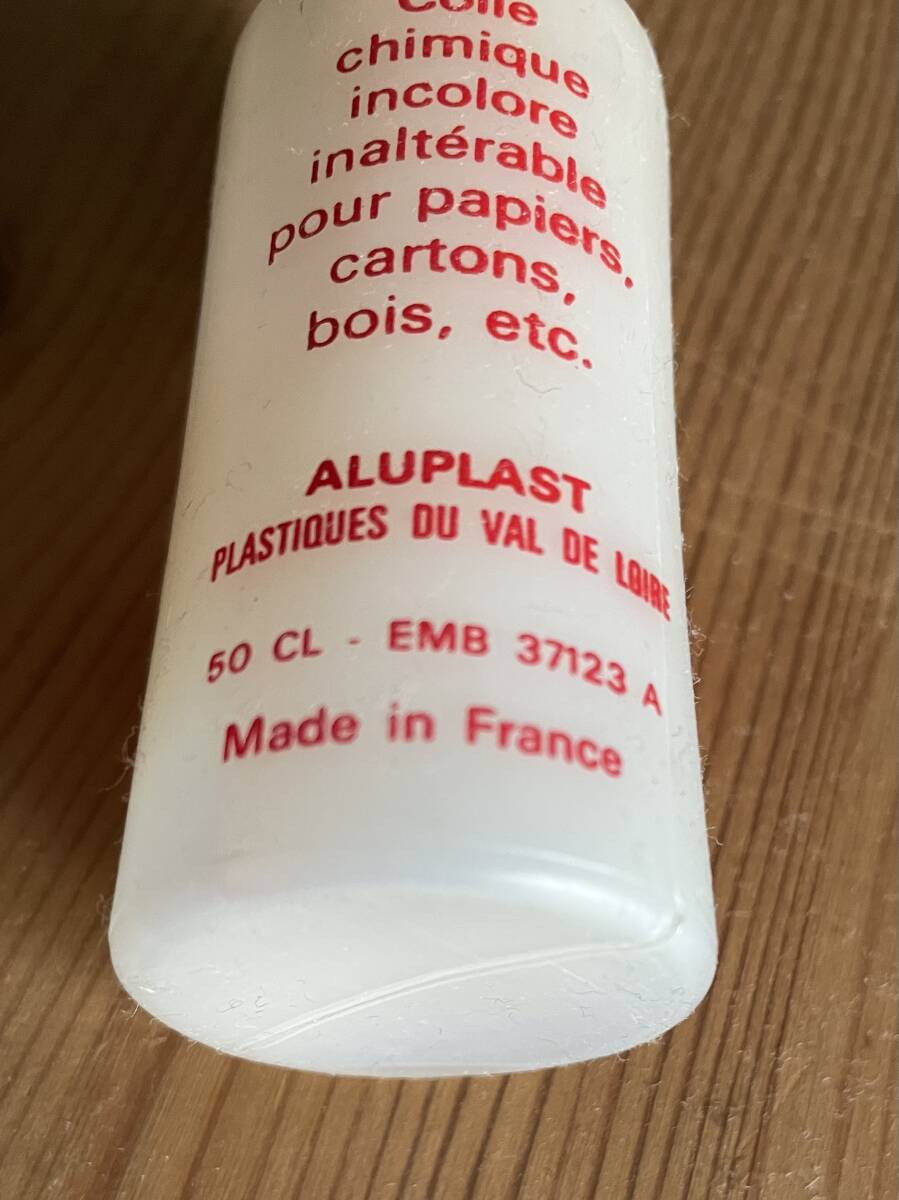 Colle
chimique
incolore
inaltérable
pour papiers,
cartons,
bois, etc.
ALUPLAST
PLASTIQUES DU VAL DE LOIRE
50 CL - EMB 37123 A
Made in France